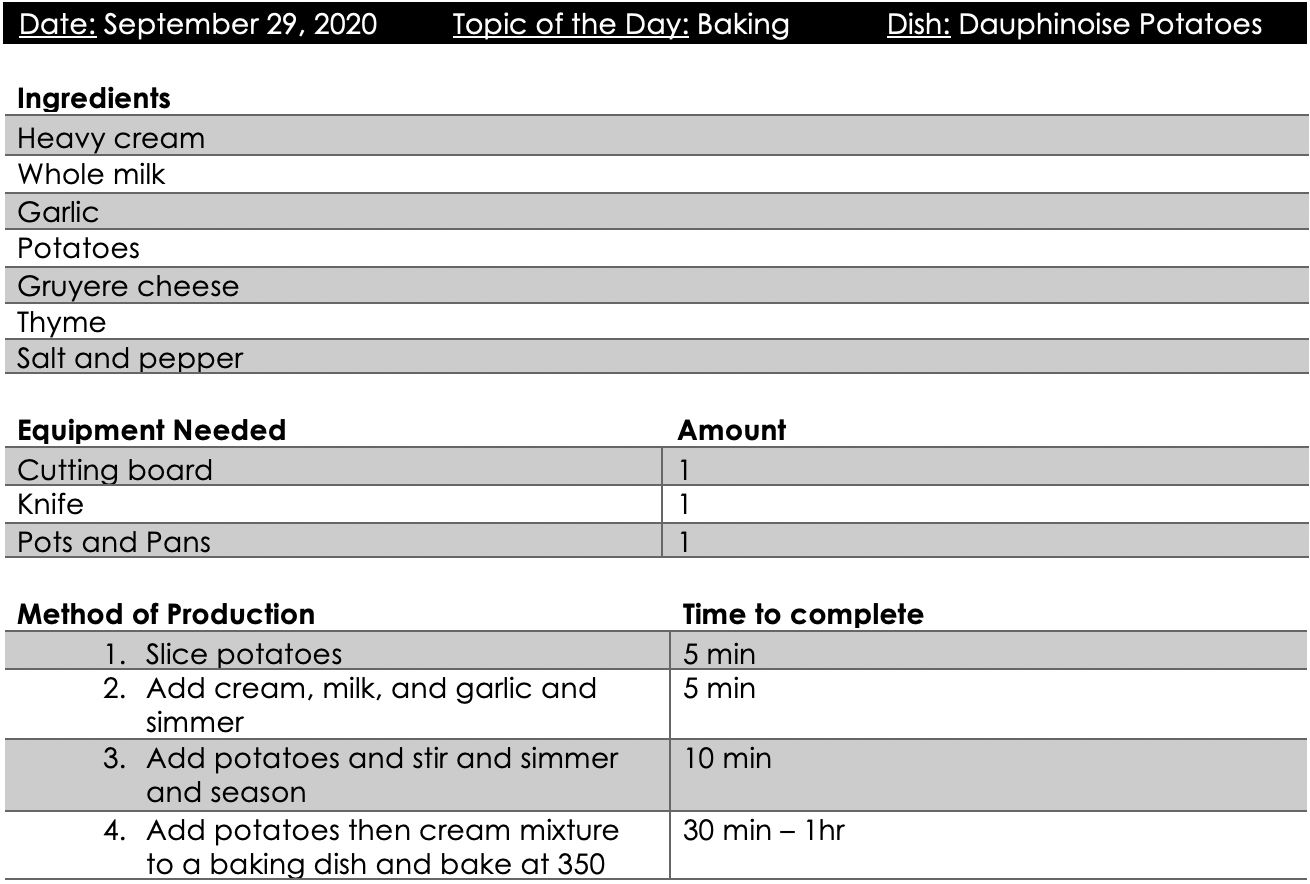 Date: September 29, 2020 Topic of the Day: Baking Dish: Dauphinoise Potatoes
Ingredients
Heavy cream
Whole milk
Garlic
Potatoes
Gruyere cheese
Thyme
Salt and pepper
Equipment Needed Amount
Cutting board 1
Knife 1
Pots and Pans 1
Method of Production Time to complete
1. Slice potatoes 5 min
2. Add cream, milk, and garlic and 5 min
simmer
3. Add potatoes and stir and simmer 10 min
and season
4. Add potatoes then cream mixture 30 min – 1hr
to a baking dish and bake at 350